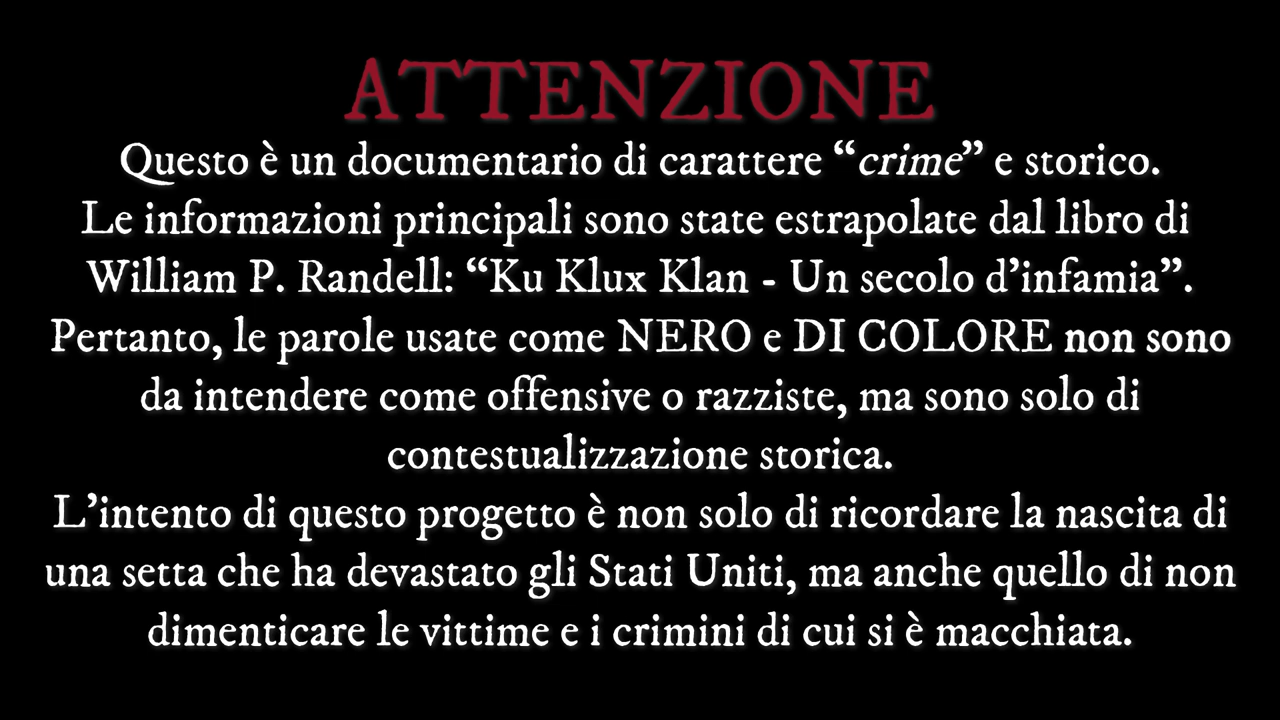 ATTENZIONE
Questo è un documentario di carattere “crime” e storico.
Le informazioni principali sono state estrapolate dal libro di
William P. Randell: “Ku Klux Klan - Un secolo d’infamia”.
Pertanto, le parole usate come NERO e DI COLORE non sono
da intendere come offensive o razziste, ma sono solo di
contestualizzazione storica.
L’intento di questo progetto è non solo di ricordare la nascita di
una setta che ha devastato gli Stati Uniti, ma anche quello di non
dimenticare le vittime e i crimini di cui si è macchiata.